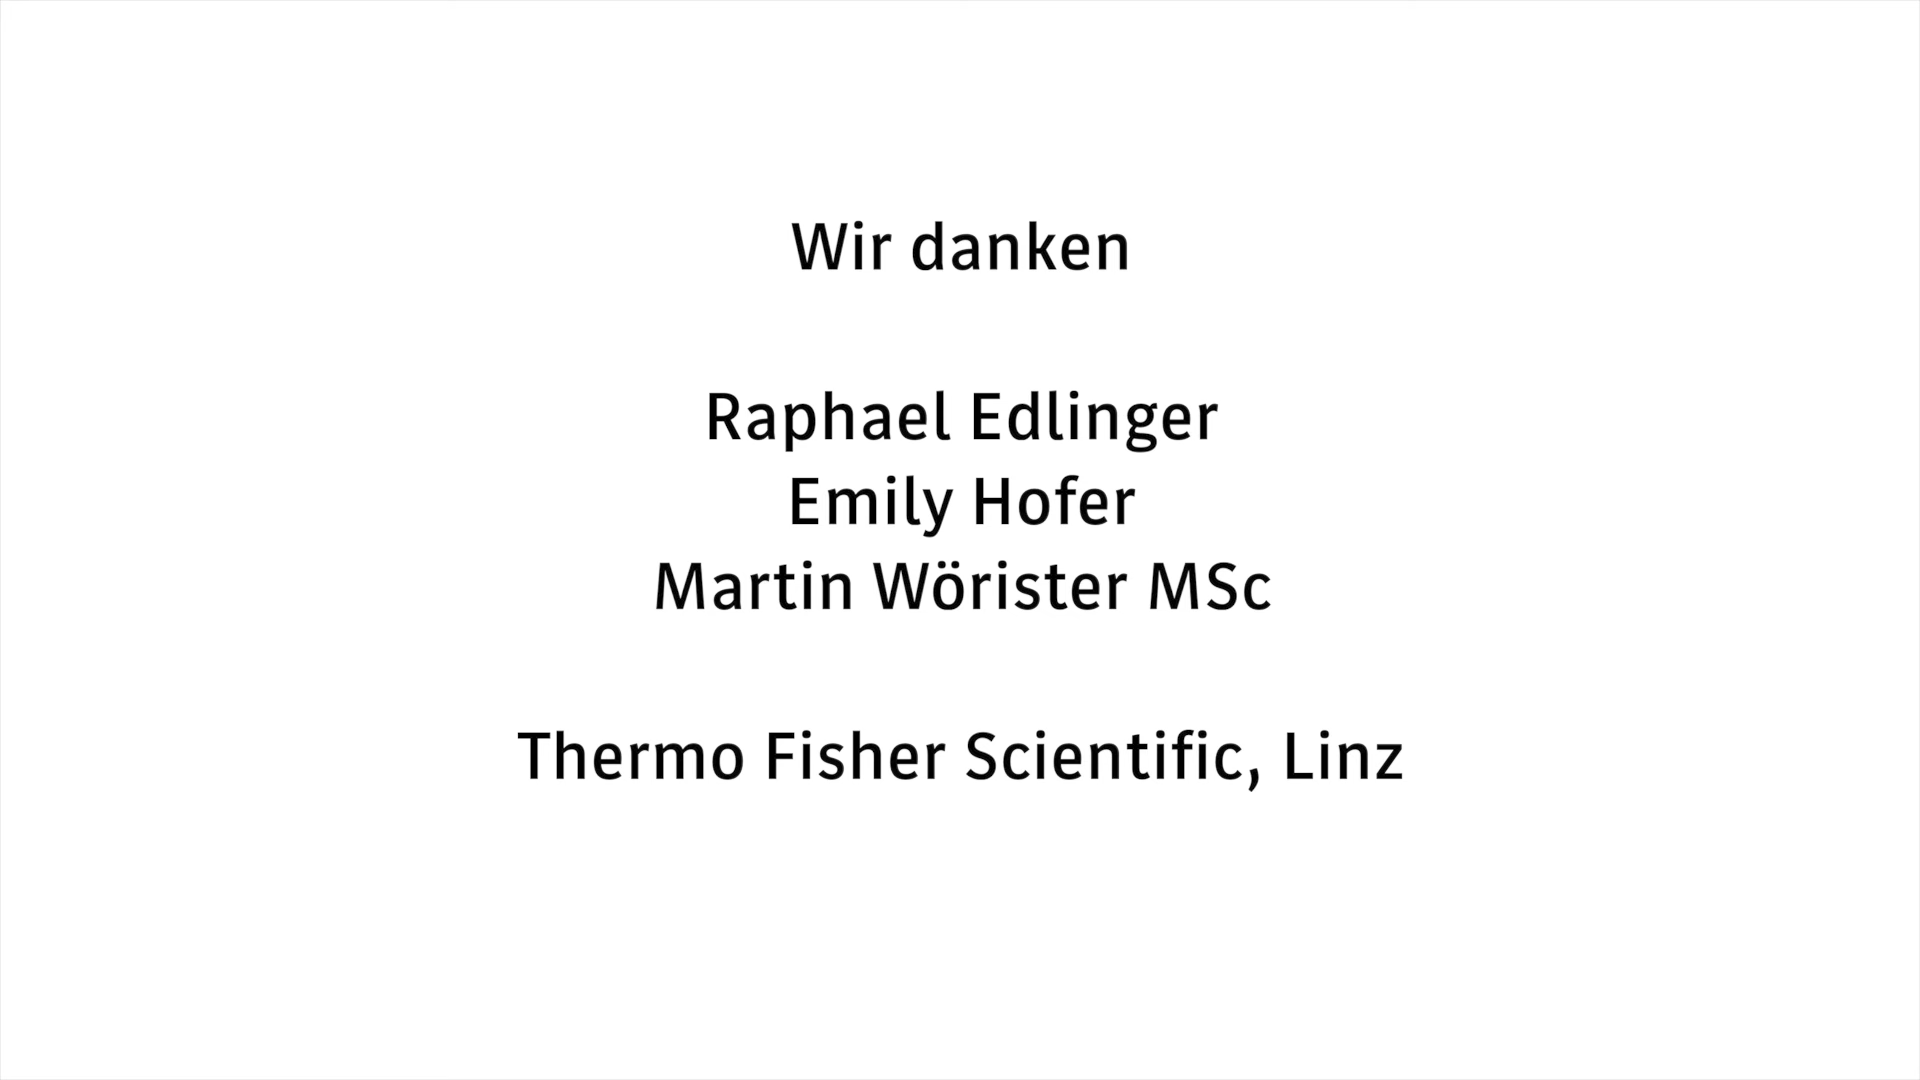 Wir danken
Raphael Edlinger
Emily Hofer
Martin Wörister MSc
Thermo Fisher Scientific, Linz